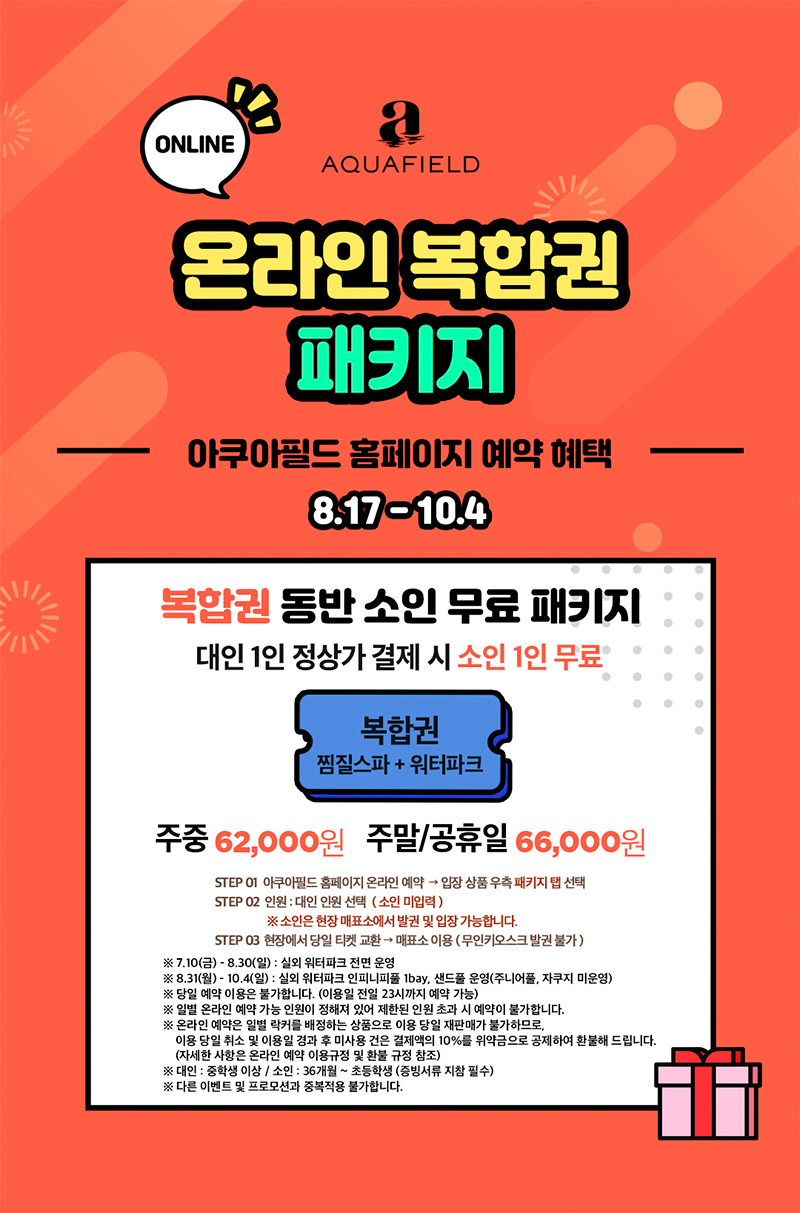 ONLINE
a
AQUAFIELD
온라인 복합권
패키지
아쿠아필드 홈페이지 예약 혜택
8.17 - 10.4
복합권 동반 소인 무료 패키지
대인 1인 정상가 결제 시 소인 1인 무료
복합권
찜질스파 + 워터파크
주중 62,000원 주말/공휴일 66,000원
STEP 01 아쿠아필드 홈페이지 온라인 예약 → 입장 상품 우측 패키지 탭 선택
STEP 02 인원 : 대인 인원 선택 ( 소인 미입력 )
※ 소인은 현장 매표소에서 발권 및 입장 가능합니다.
STEP 03 현장에서 당일 티켓 교환 → 매표소 이용 ( 무인키오스크 발권 불가 )
※ 7.10(금) - 8.30(일) : 실외 워터파크 전면 운영
※ 8.31(월) - 10.4(일) : 실외 워터파크 인피니피풀 1bay, 샌드풀 운영(주니어풀, 자쿠지 미운영)
※ 당일 예약 이용은 불가합니다. (이용일 전일 23시까지 예약 가능)
※ 일별 온라인 예약 가능 인원이 정해져 있어 제한된 인원 초과 시 예약이 불가합니다.
※ 온라인 예약은 일별 락커를 배정하는 상품으로 이용 당일 재판매가 불가하므로,
이용 당일 취소 및 이용일 경과 후 미사용 건은 결제액의 10%를 위약금으로 공제하여 환불해 드립니다.
(자세한 사항은 온라인 예약 이용규정 및 환불 규정 참조)
※ 대인 : 중학생 이상 / 소인 : 36개월 ~ 초등학생 (증빙서류 지참 필수)
※ 다른 이벤트 및 프로모션과 중복적용 불가합니다.